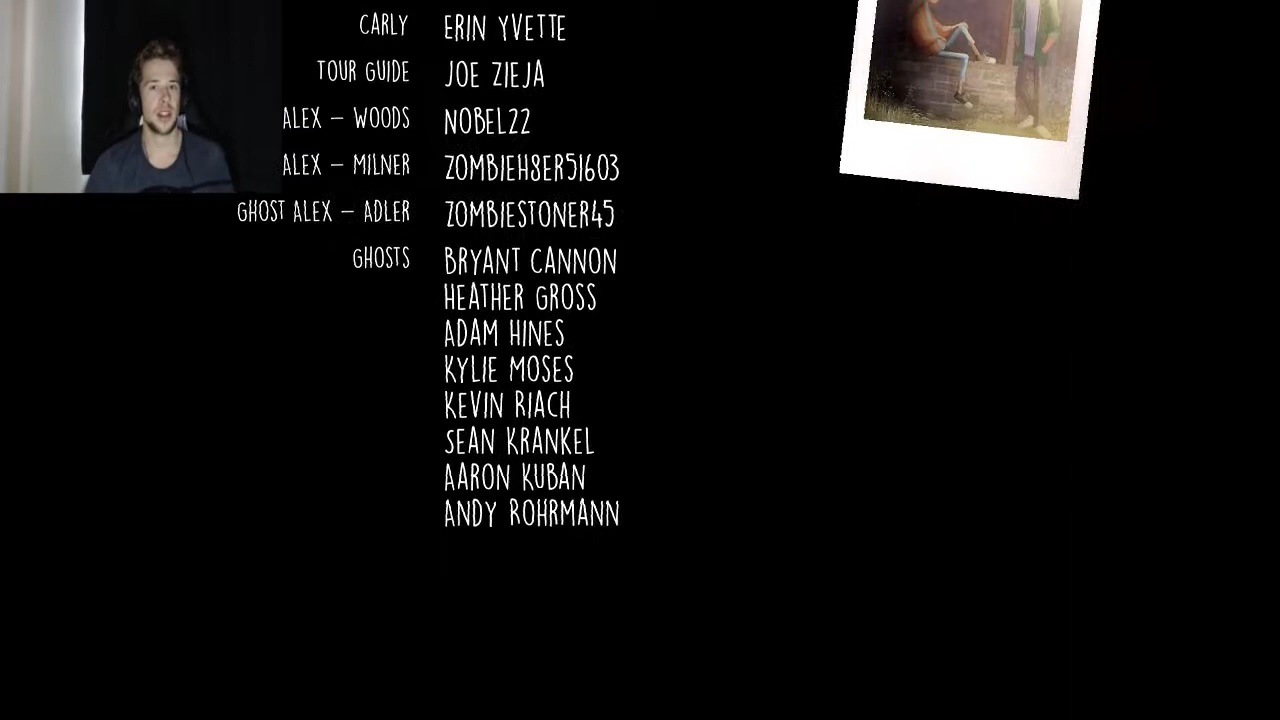 CARLY ERIN YVETTE
TOUR GUIDE JOE ZIEJA
ALEX – WOODS NOBEL22
ALEX – MILNER ZOMBIEH8ER51603
GHOST ALEX – ADLER ZOMBIESTONER45
GHOSTS BRYANT CANNON
HEATHER GROSS
ADAM HINES
KYLIE MOSES
KEVIN RIACH
SEAN KRANKEL
AARON KUBAN
ANDY ROHRMANN